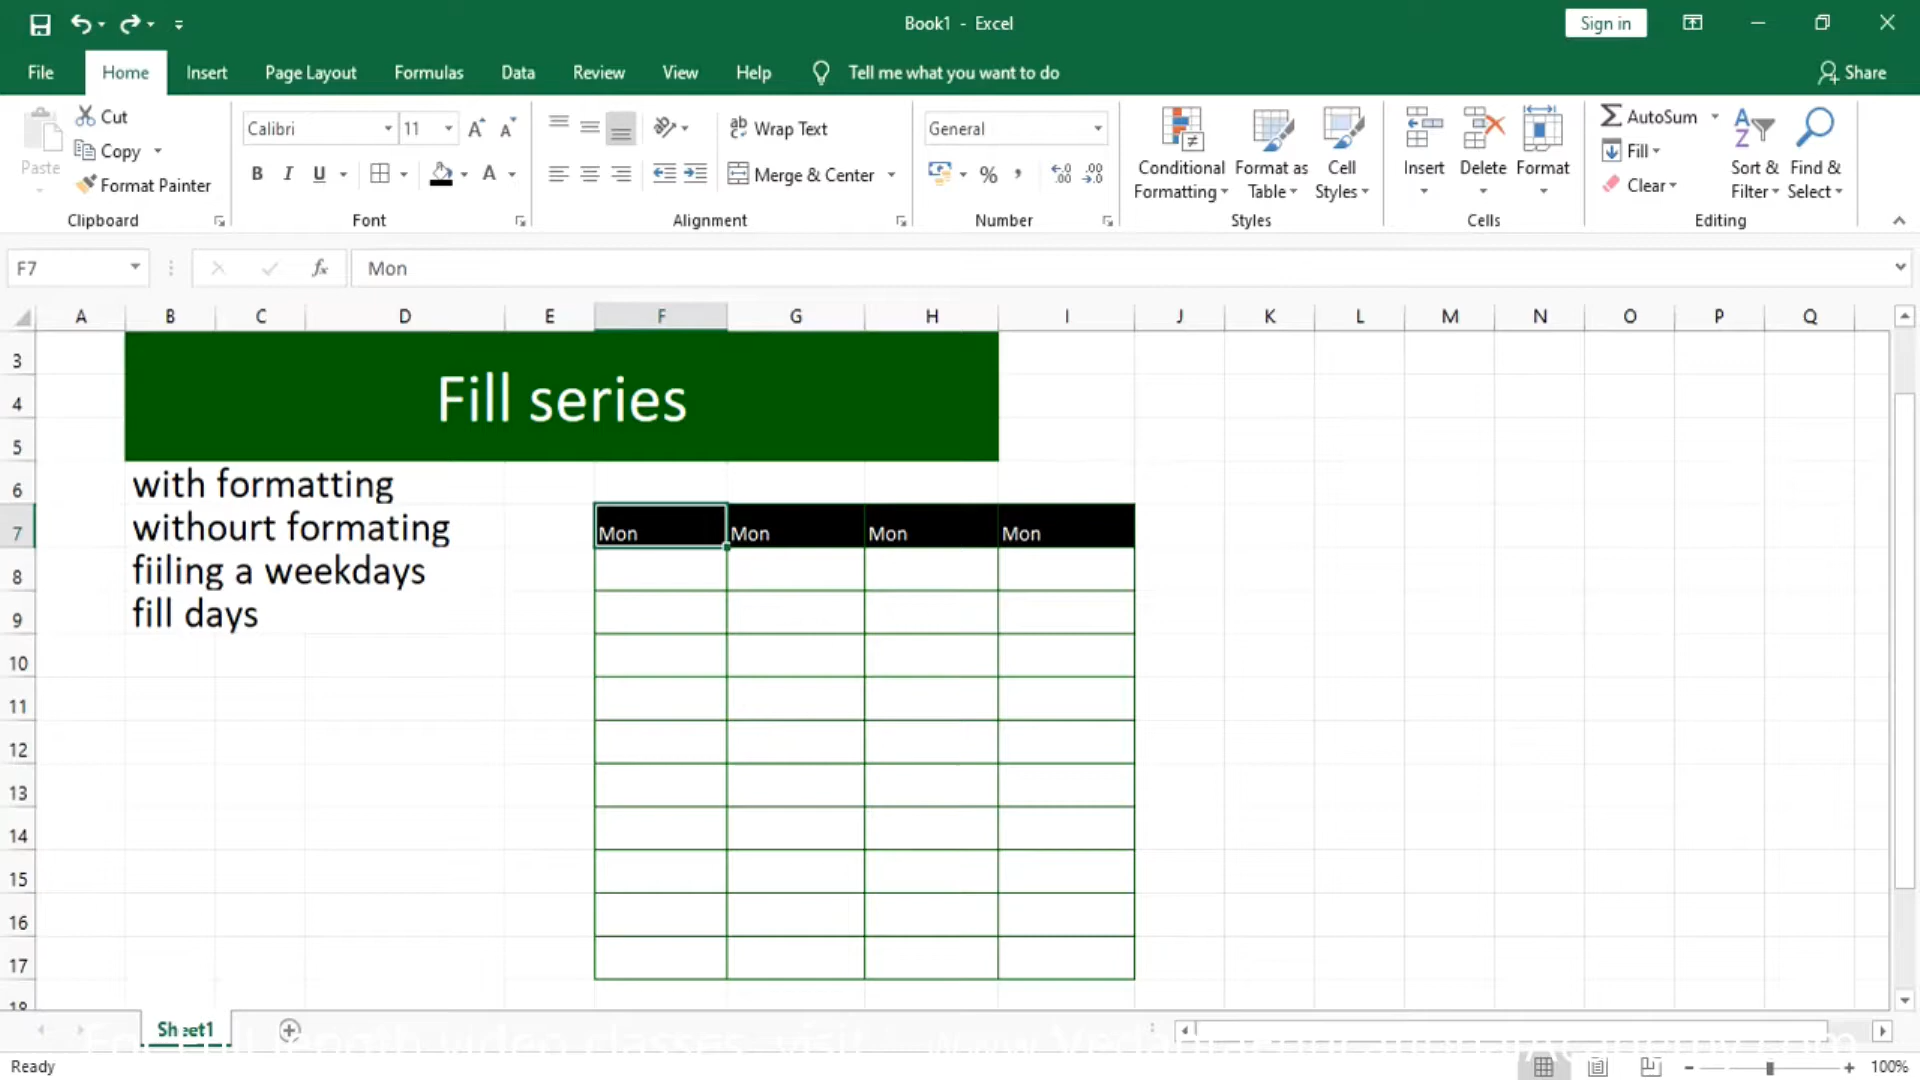 Book1 - Excel
Sign in
File Home Insert Page Layout Formulas Data Review View Help Tell me what you want to do Share
Cut
Copy
Format Painter
Paste
Clipboard
Calibri 11
B I U A
Font
Wrap Text
Merge & Center
Alignment
General
% ,
Number
Conditional Formatting
Format as Table
Cell Styles
Styles
Insert Delete Format
Cells
AutoSum
Fill
Clear
Sort & Filter
Find & Select
Editing
F7 fx Mon
A B C D E F G H I J K L M N O P Q
3
4 Fill series
5
6 with formatting
7 withourt formating Mon Mon Mon Mon
8 fiiling a weekdays
9 fill days
10
11
12
13
14
15
16
17
18
Sheet1
Ready 100%